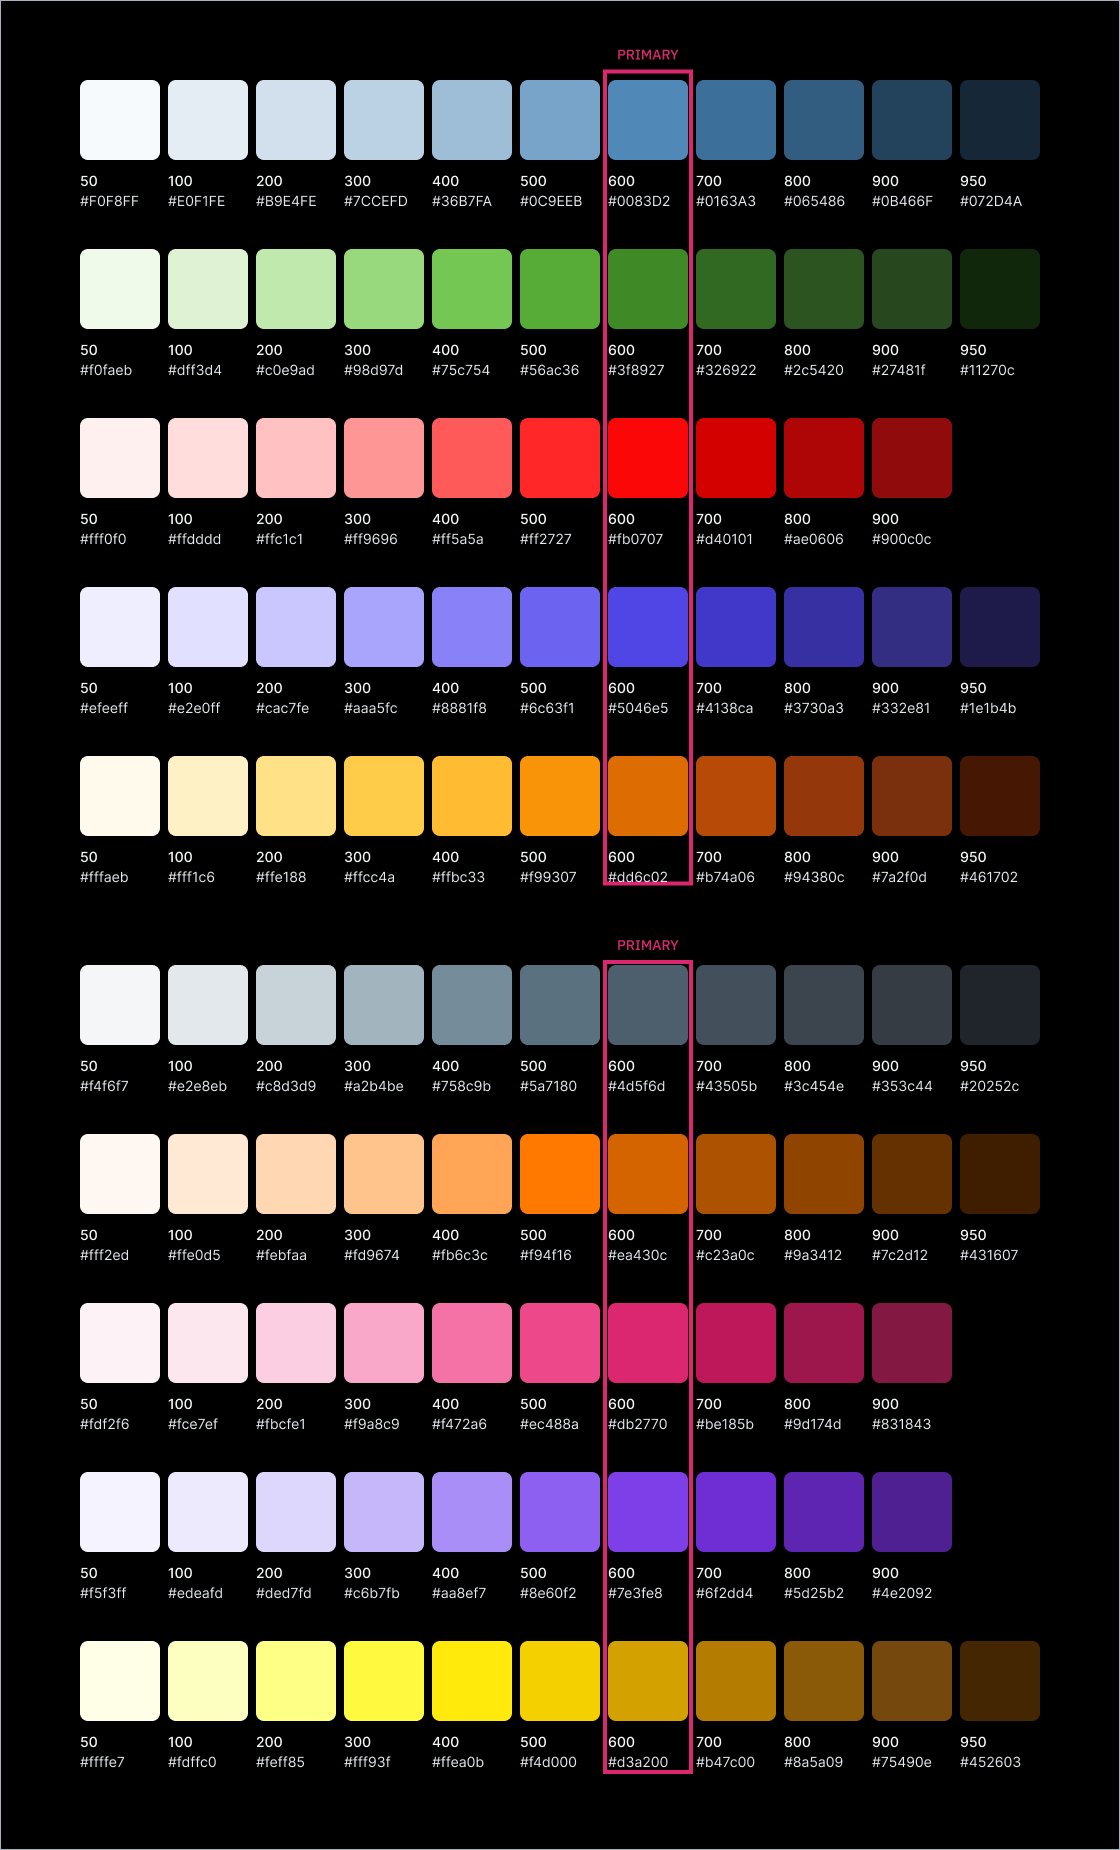 PRIMARY
50 100 200 300 400 500 600 700 800 900 950
#F0F8FF #E0F1FE #B9E4FE #7CCEFD #36B7FA #0C9EEB #0083D2 #0163A3 #065486 #0B466F #072D4A
50 100 200 300 400 500 600 700 800 900 950
#f0faeb #dff3d4 #c0e9ad #98d97d #75c754 #56ac36 #3f8927 #326922 #2c5420 #27481f #11270c
50 100 200 300 400 500 600 700 800 900
#fff0f0 #ffdddd #ffc1c1 #ff9696 #ff5a5a #ff2727 #fb0707 #d40101 #ae0606 #900c0c
50 100 200 300 400 500 600 700 800 900 950
#efeeff #e2e0ff #cac7fe #aaa5fc #8881f8 #6c63f1 #5046e5 #4138ca #3730a3 #332e81 #1e1b4b
50 100 200 300 400 500 600 700 800 900 950
#fffaeb #fff1c6 #ffe188 #ffcc4a #ffbc33 #f99307 #dd6c02 #b74a06 #94380c #7a2f0d #461702
PRIMARY
50 100 200 300 400 500 600 700 800 900 950
#f4f6f7 #e2e8eb #c8d3d9 #a2b4be #758c9b #5a7180 #4d5f6d #43505b #3c454e #353c44 #20252c
50 100 200 300 400 500 600 700 800 900 950
#fff2ed #ffe0d5 #febfaa #fd9674 #fb6c3c #f94f16 #ea430c #c23a0c #9a3412 #7c2d12 #431607
50 100 200 300 400 500 600 700 800 900
#fdf2f6 #fce7ef #fbcfe1 #f9a8c9 #f472a6 #ec488a #db2770 #be185b #9d174d #831843
50 100 200 300 400 500 600 700 800 900
#f5f3ff #edeafd #ded7fd #c6b7fb #aa8ef7 #8e60f2 #7e3fe8 #6f2dd4 #5d25b2 #4e2092
50 100 200 300 400 500 600 700 800 900 950
#ffffe7 #fdffc0 #feff85 #fff93f #ffea0b #f4d000 #d3a200 #b47c00 #8a5a09 #75490e #452603